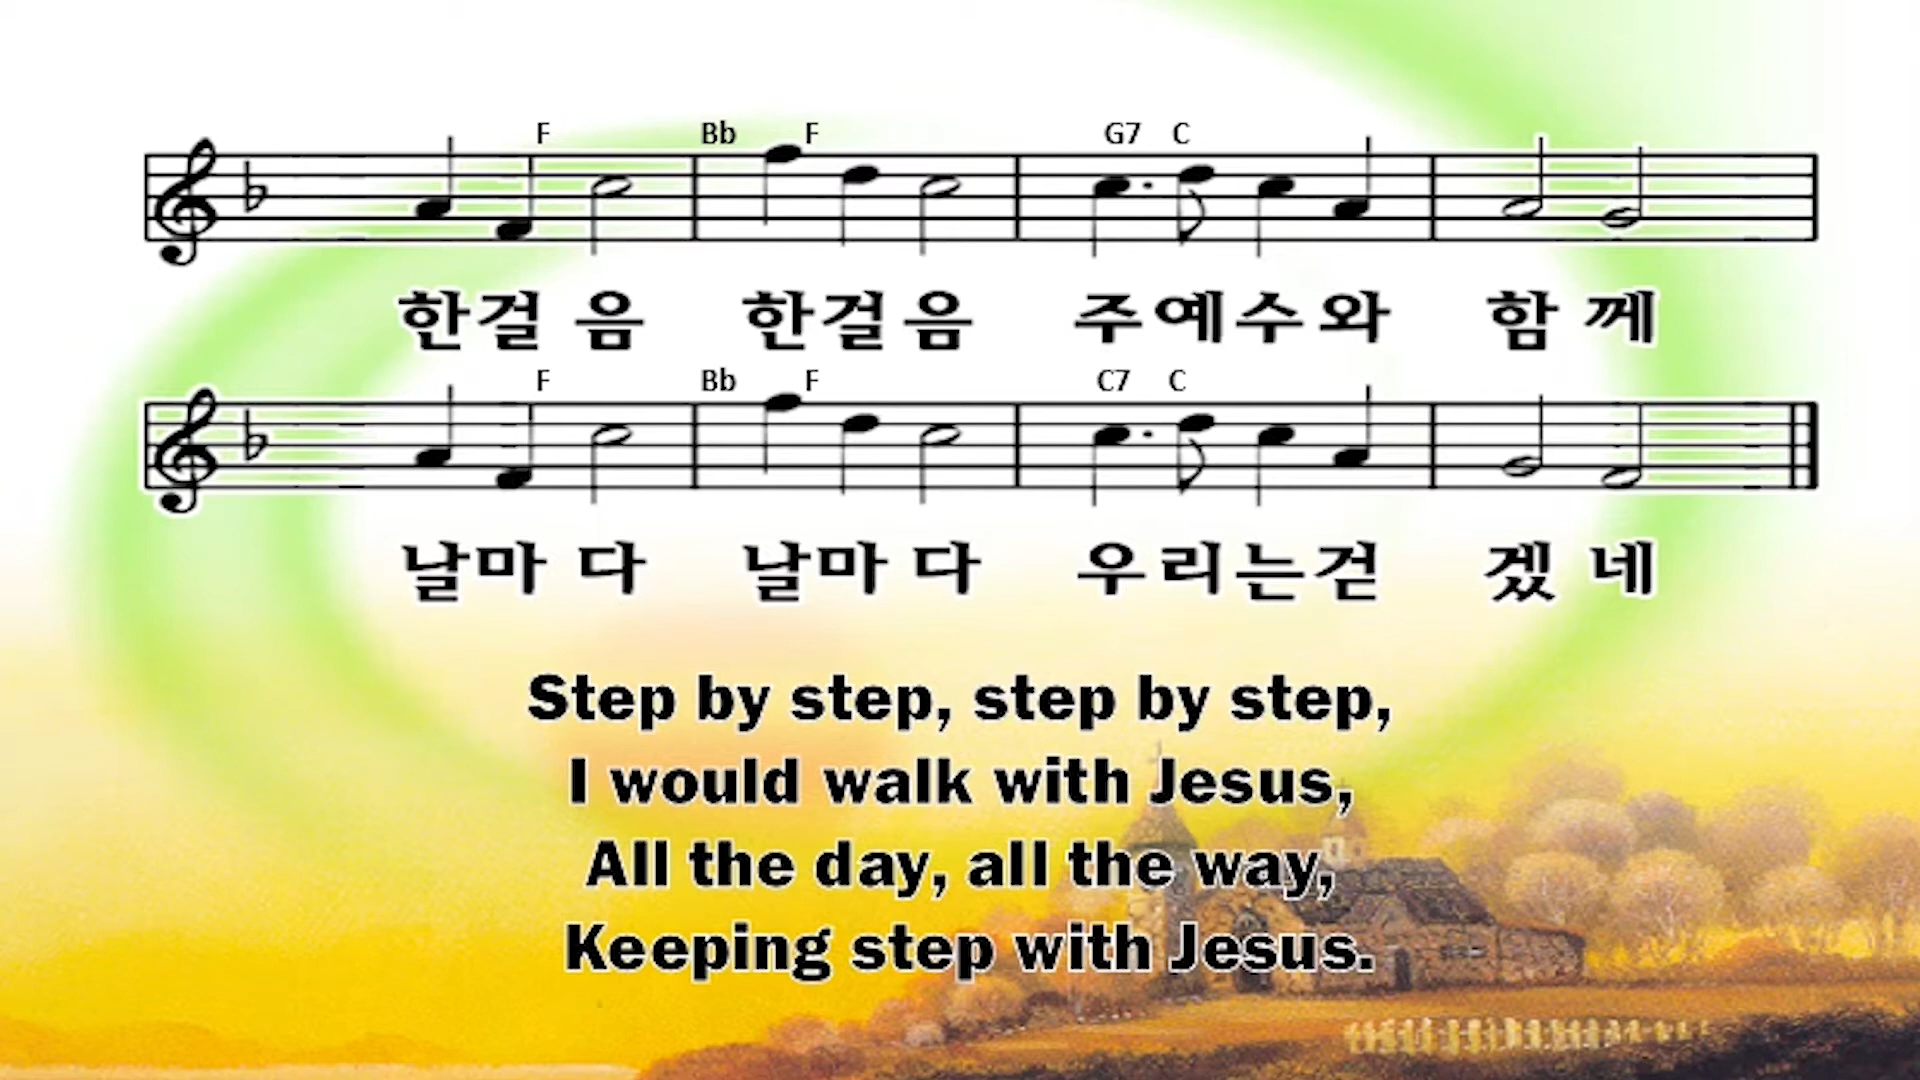 F Bb F G7 C
한걸음 한걸음 주예수와 함께
F Bb F C7 C
날마다 날마다 우리는걷 겠네
Step by step, step by step,
I would walk with Jesus,
All the day, all the way,
Keeping step with Jesus.